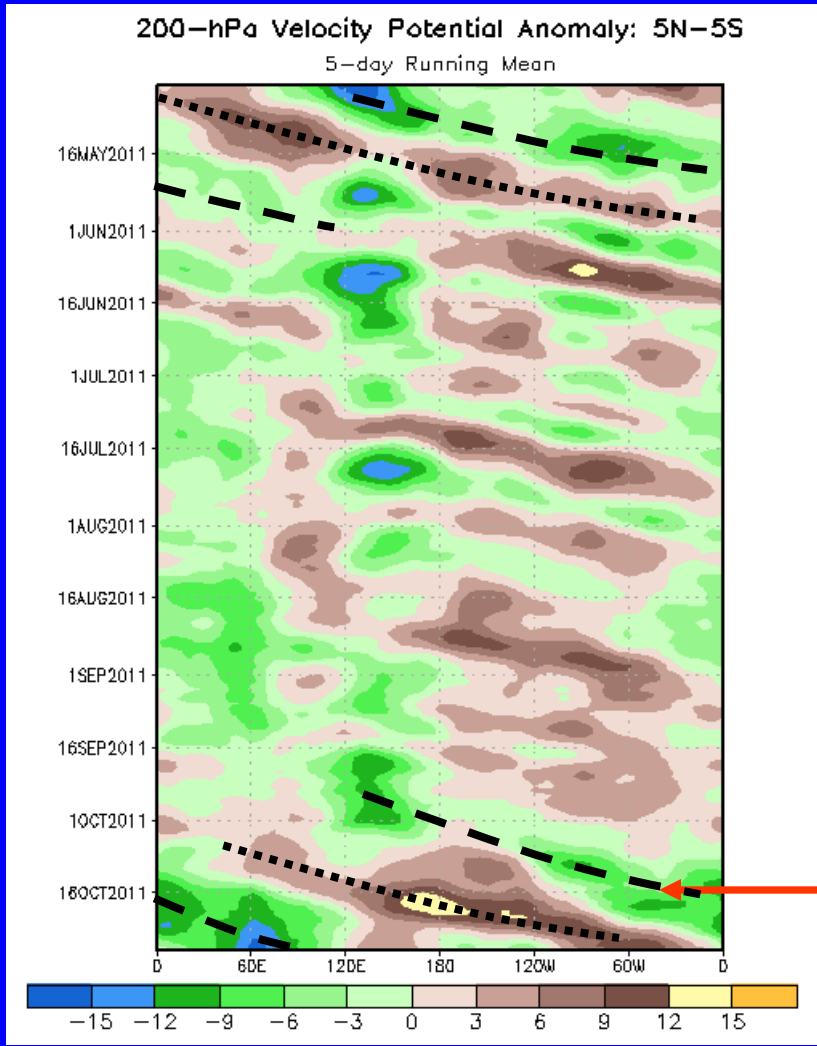 200-hPa Velocity Potential Anomaly: 5N-5S
5-day Running Mean
16MAY2011
1JUN2011
16JUN2011
1JUL2011
16JUL2011
1AUG2011
16AUG2011
1SEP2011
16SEP2011
1OCT2011
16OCT2011
0 60E 120E 180 120W 60W 0
-15 -12 -9 -6 -3 0 3 6 9 12 15